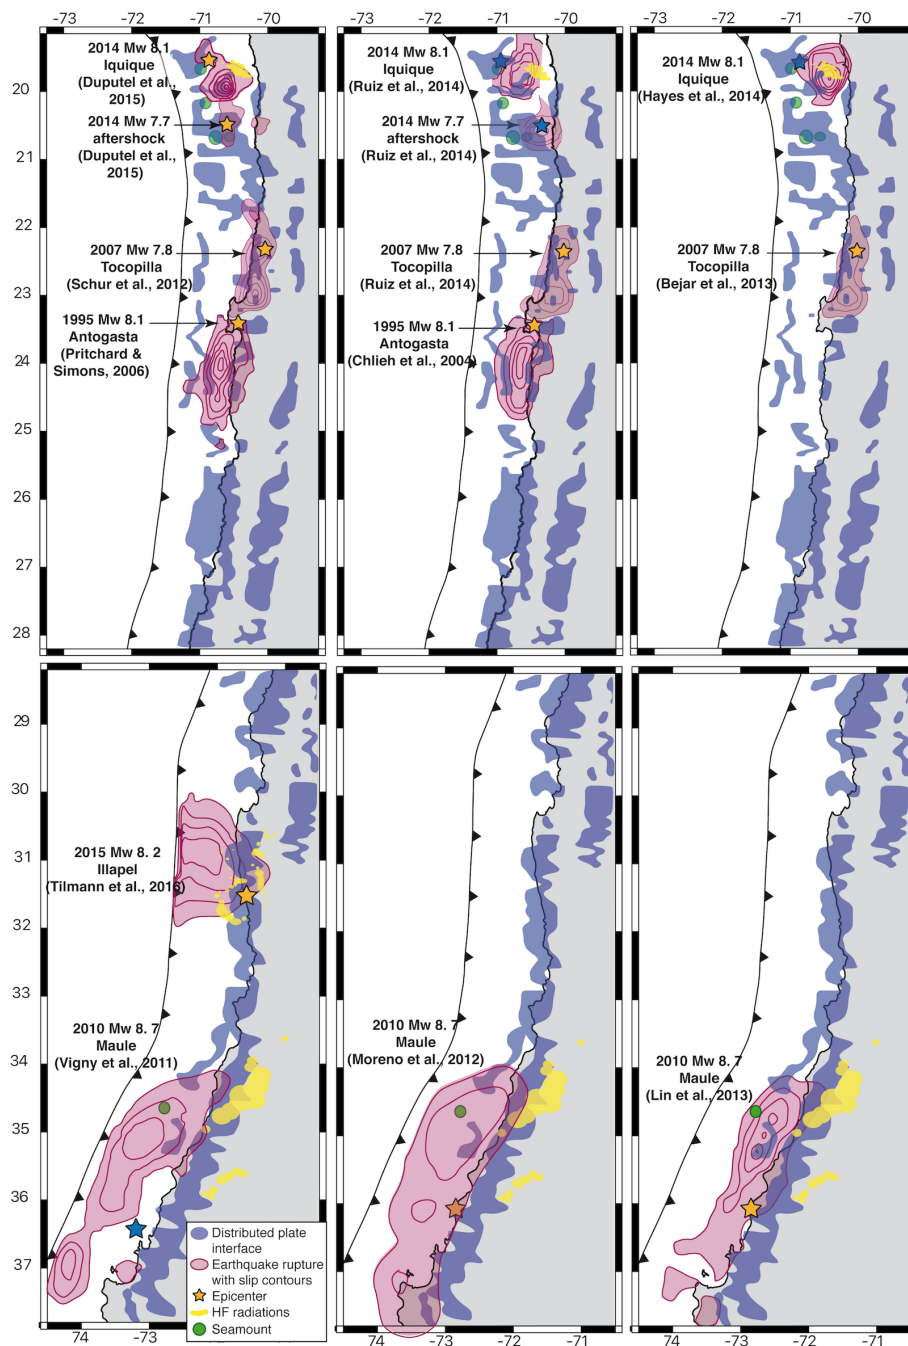 −73 −72 −71 −70
−73 −72 −71 −70
−73 −72 −71 −70
2014 Mw 8.1
Iquique
(Duputel et al.,
2015)
2014 Mw 7.7
aftershock
(Duputel et al.,
2015)
2007 Mw 7.8
Tocopilla
(Schur et al., 2012)
1995 Mw 8.1
Antogasta
(Pritchard &
Simons, 2006)
2014 Mw 8.1
Iquique
(Ruiz et al., 2014)
2014 Mw 7.7
aftershock
(Ruiz et al., 2014)
2007 Mw 7.8
Tocopilla
(Ruiz et al., 2014)
1995 Mw 8.1
Antogasta
(Chlieh et al., 2004)
2014 Mw 8.1
Iquique
(Hayes et al., 2014)
2007 Mw 7.8
Tocopilla
(Bejar et al., 2013)
20
21
22
23
24
25
26
27
28
29
30
31
32
33
34
35
36
37
2015 Mw 8. 2
Illapel
(Tilmann et al., 2016)
2010 Mw 8. 7
Maule
(Vigny et al., 2011)
2010 Mw 8. 7
Maule
(Moreno et al., 2012)
2010 Mw 8. 7
Maule
(Lin et al., 2013)
Distributed plate
interface
Earthquake rupture
with slip contours
Epicenter
HF radiations
Seamount
74 −73
74 −73 −72 −71
74 −73 −72 −71